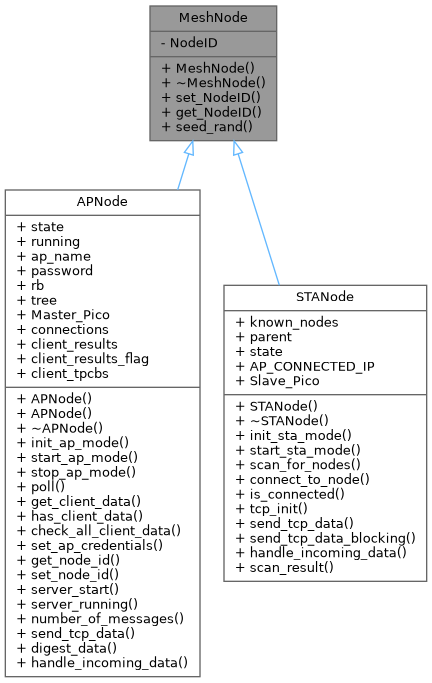 MeshNode
- NodeID
+ MeshNode()
+ ~MeshNode()
+ set_NodeID()
+ get_NodeID()
+ seed_rand()
APNode
+ state
+ running
+ ap_name
+ password
+ rb
+ tree
+ Master_Pico
+ connections
+ client_results
+ client_results_flag
+ client_tpcbs
+ APNode()
+ APNode()
+ ~APNode()
+ init_ap_mode()
+ start_ap_mode()
+ stop_ap_mode()
+ poll()
+ get_client_data()
+ has_client_data()
+ check_all_client_data()
+ set_ap_credentials()
+ get_node_id()
+ set_node_id()
+ server_start()
+ server_running()
+ number_of_messages()
+ send_tcp_data()
+ digest_data()
+ handle_incoming_data()
STANode
+ known_nodes
+ parent
+ state
+ AP_CONNECTED_IP
+ Slave_Pico
+ STANode()
+ ~STANode()
+ init_sta_mode()
+ start_sta_mode()
+ scan_for_nodes()
+ connect_to_node()
+ is_connected()
+ tcp_init()
+ send_tcp_data()
+ send_tcp_data_blocking()
+ handle_incoming_data()
+ scan_result()